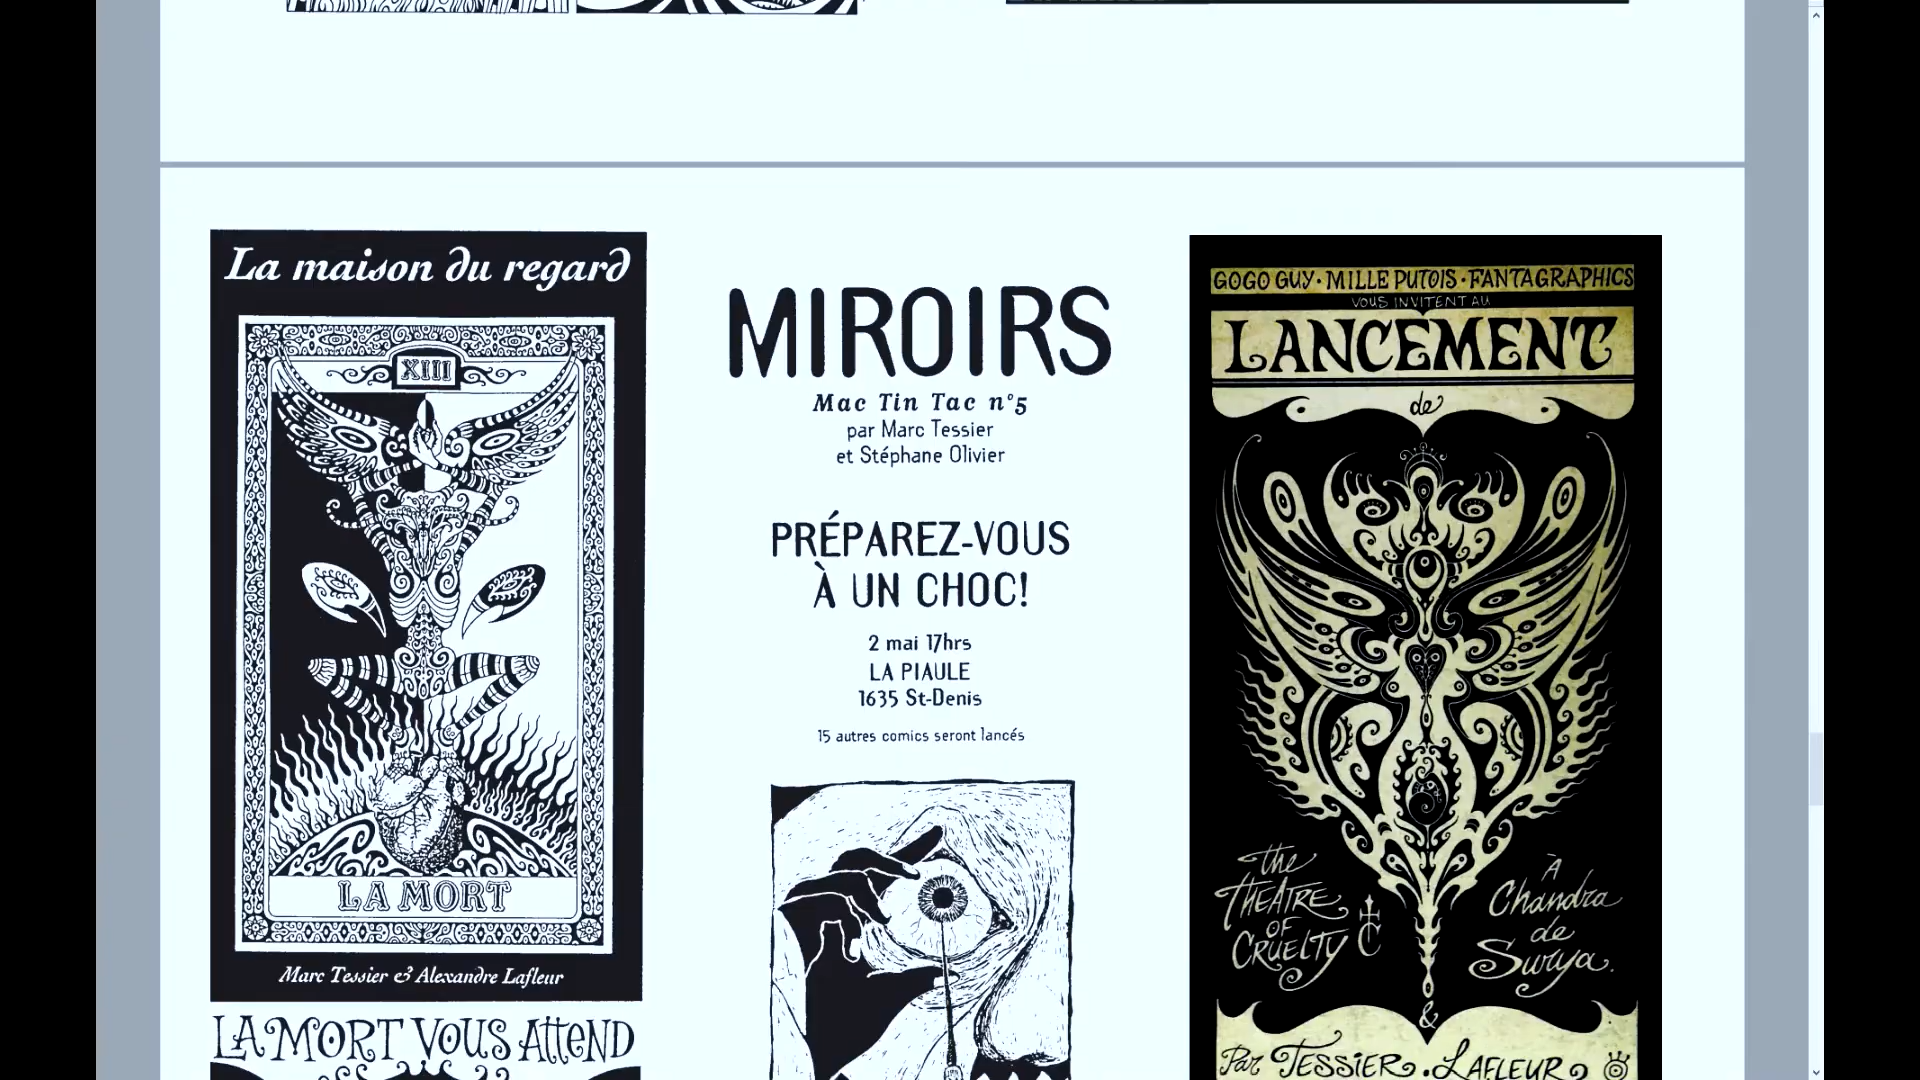 La maison du regard
XIII
LA MORT
Marc Tessier & Alexandre Lafleur
LA MORT VOUS AttEND
MIROIRS
Mac Tin Tac n°5
par Marc Tessier
et Stéphane Olivier
PRÉPAREZ-VOUS
À UN CHOC!
2 mai 17hrs
LA PIAULE
1635 St-Denis
15 autres comics seront lancés
GOGO GUY · MILLE PUTOIS · FANTAGRAPHICS
VOUS INVITENT AU
LANCEMENT
de
the
THEATRE
OF
CRUELTY
À
Chandra
de
Surya.
&
Par TESSIER . LAFLEUR